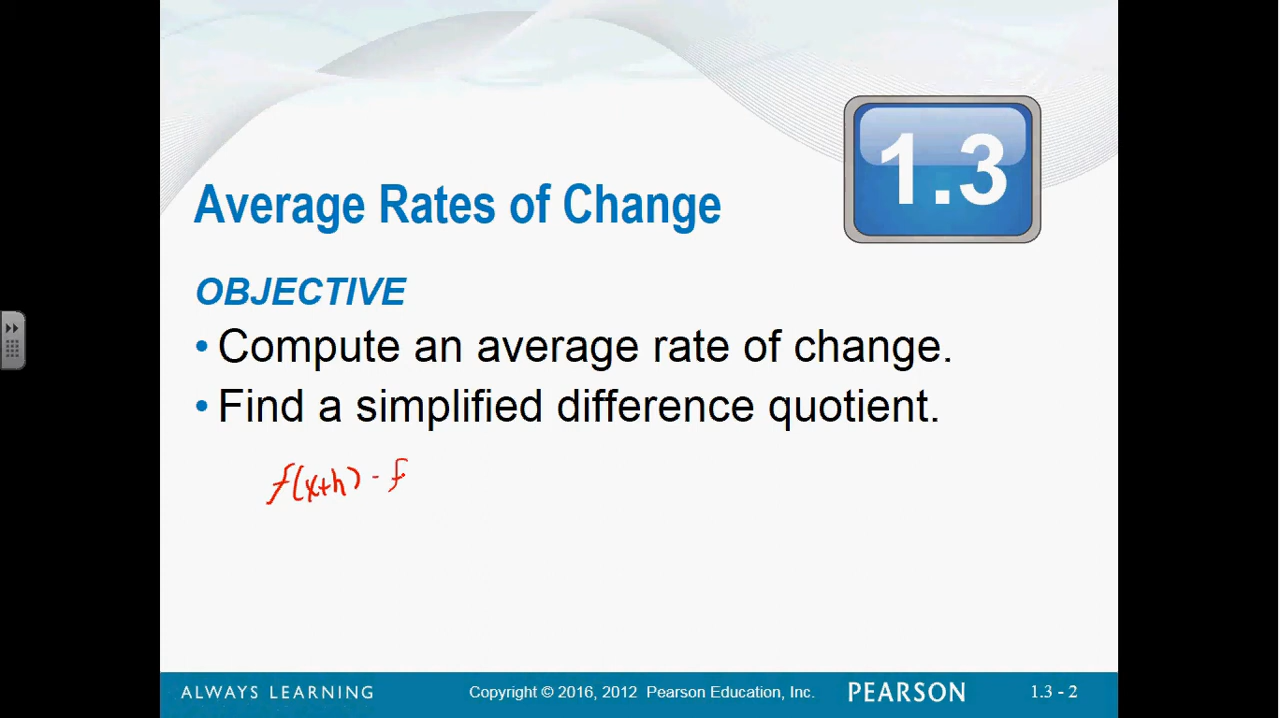 1.3
Average Rates of Change
OBJECTIVE
• Compute an average rate of change.
• Find a simplified difference quotient.
f(x+h) - f
ALWAYS LEARNING
Copyright © 2016, 2012 Pearson Education, Inc.
PEARSON
1.3 - 2